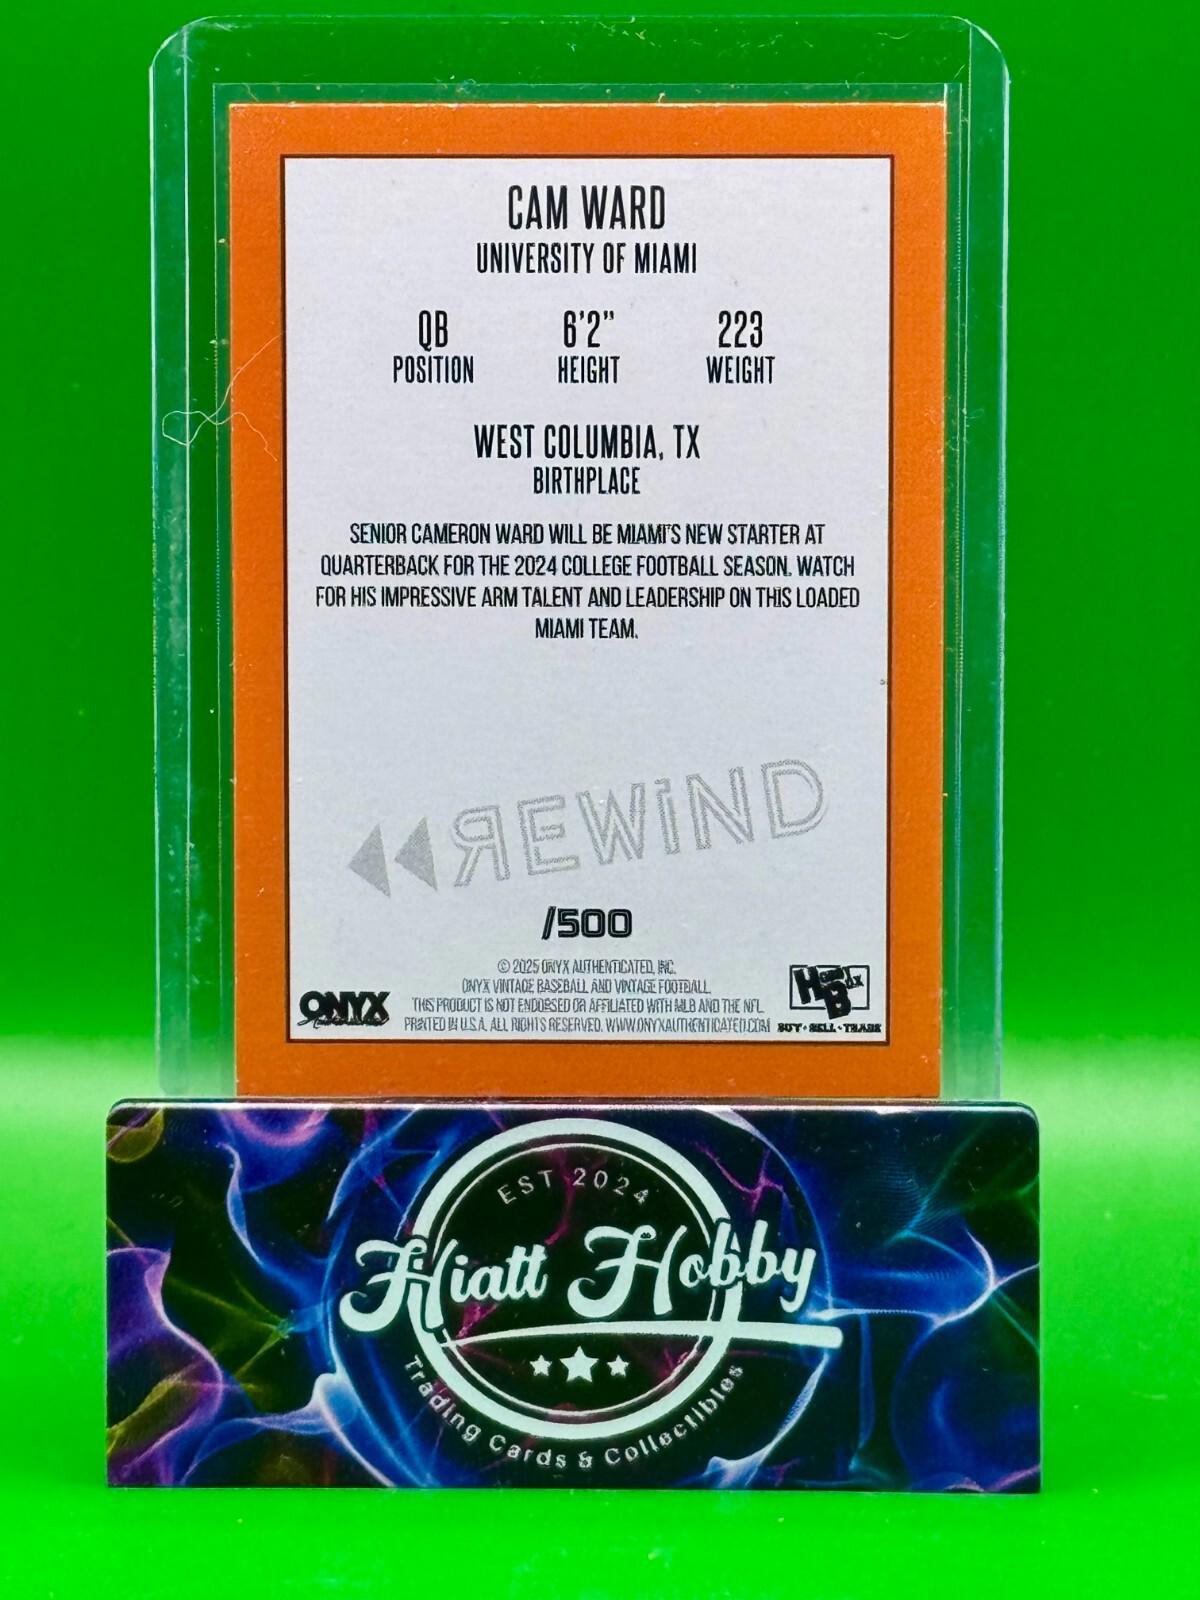 CAM WARD
UNIVERSITY OF MIAMI
QB 6'2" 223
POSITION HEIGHT WEIGHT
WEST COLUMBIA, TX
BIRTHPLACE
SENIOR CAMERON WARD WILL BE MIAMI'S NEW STARTER AT
QUARTERBACK FOR THE 2024 COLLEGE FOOTBALL SEASON. WATCH
FOR HIS IMPRESSIVE ARM TALENT AND LEADERSHIP ON THIS LOADED
MIAMI TEAM.
REWIND
/500
© 2025 ONYX AUTHENTICATED, INC.
ONYX VINTAGE BASEBALL AND VINTAGE FOOTBALL.
THIS PRODUCT IS NOT ENDORSED OR AFFILIATED WITH MLB AND THE NFL.
PRINTED IN U.S.A. ALL RIGHTS RESERVED. WWW.ONYXAUTHENTICATED.COM
ONYX
BUY • SELL • TRADE
EST 2024
Hiatt Hobby
Trading Cards & Collectibles